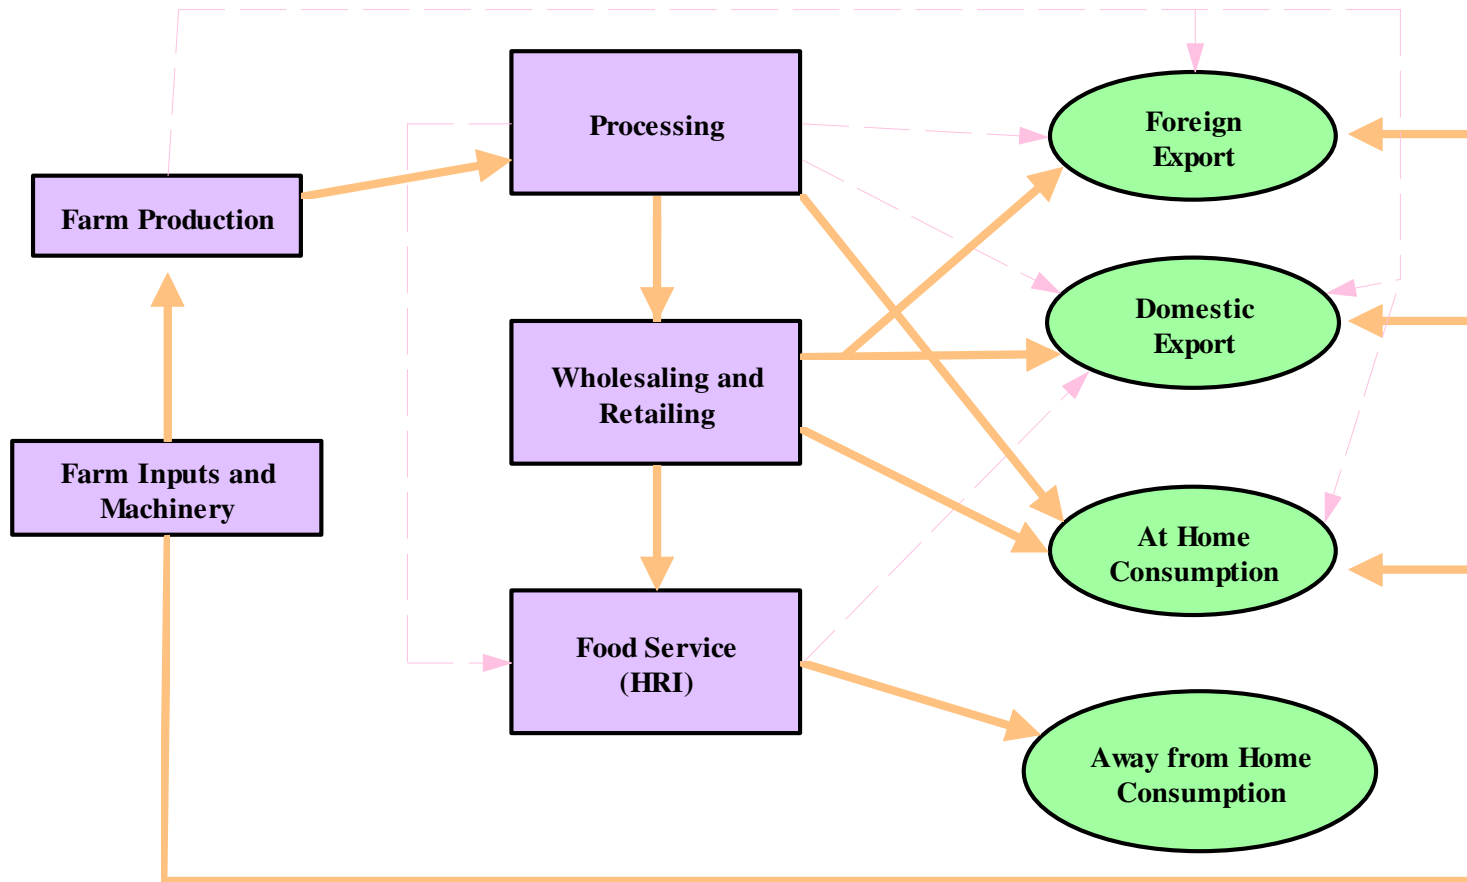 Processing
Foreign
Export
Farm Production
Domestic
Export
Wholesaling and
Retailing
Farm Inputs and
Machinery
At Home
Consumption
Food Service
(HRI)
Away from Home
Consumption